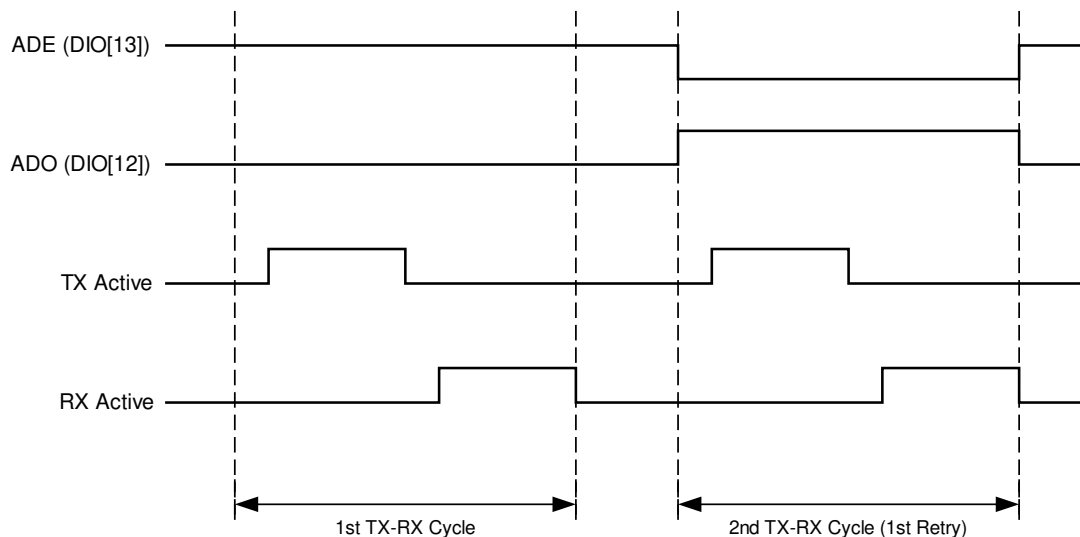 ADE (DIO[13])
ADO (DIO[12])
TX Active
RX Active
1st TX-RX Cycle
2nd TX-RX Cycle (1st Retry)